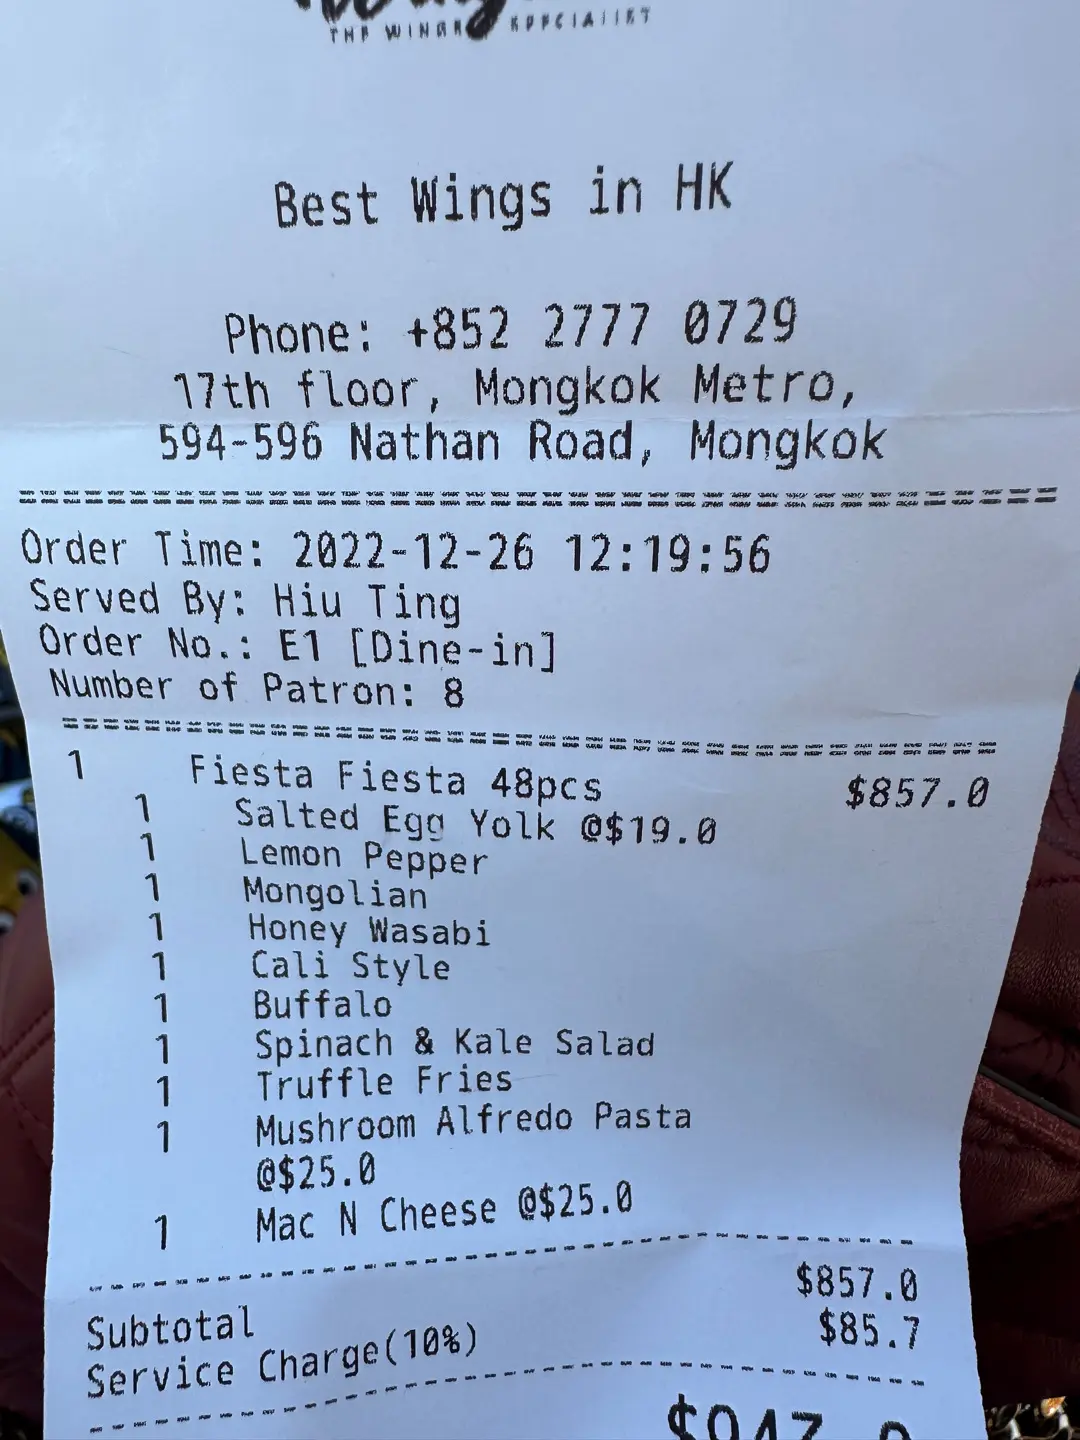 THE WINGS SPECIALIST
Best Wings in HK
Phone: +852 2777 0729
17th floor, Mongkok Metro,
594-596 Nathan Road, Mongkok
Order Time: 2022-12-26 12:19:56
Served By: Hiu Ting
Order No.: E1 [Dine-in]
Number of Patron: 8
1 Fiesta Fiesta 48pcs $857.0
1 Salted Egg Yolk @$19.0
1 Lemon Pepper
1 Mongolian
1 Honey Wasabi
1 Cali Style
1 Buffalo
1 Spinach & Kale Salad
1 Truffle Fries
1 Mushroom Alfredo Pasta
@$25.0
1 Mac N Cheese @$25.0
Subtotal $857.0
Service Charge(10%) $85.7